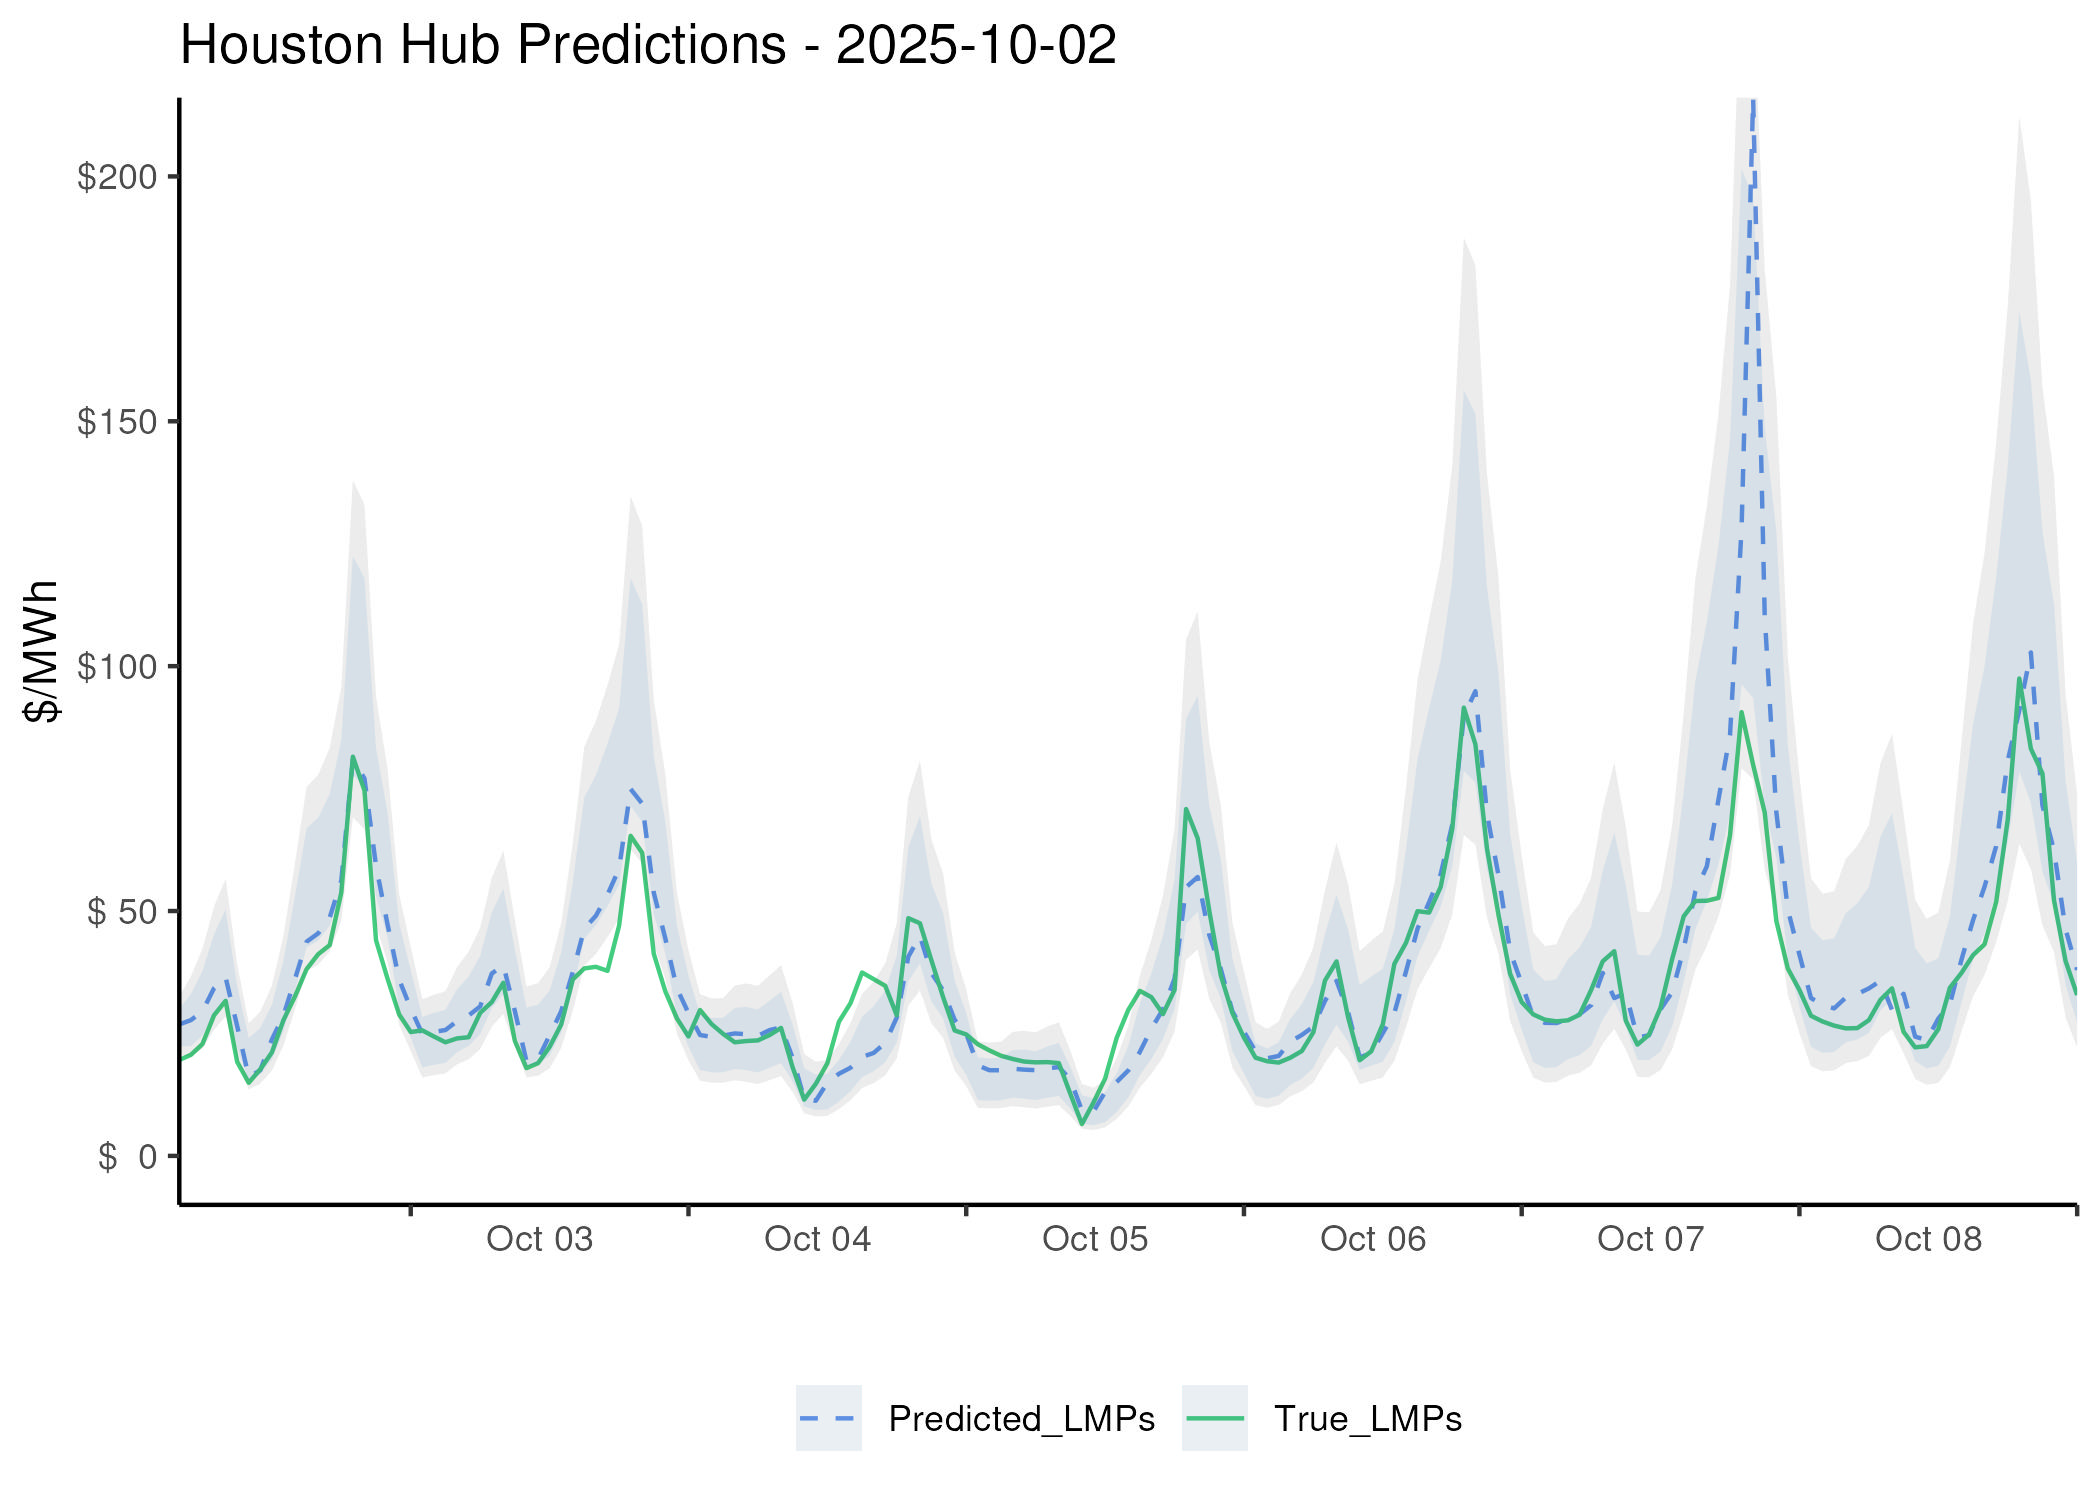 Houston Hub Predictions - 2025-10-02
$/MWh
$200
$150
$100
$ 50
$  0
Oct 03
Oct 04
Oct 05
Oct 06
Oct 07
Oct 08
Predicted_LMPs
True_LMPs